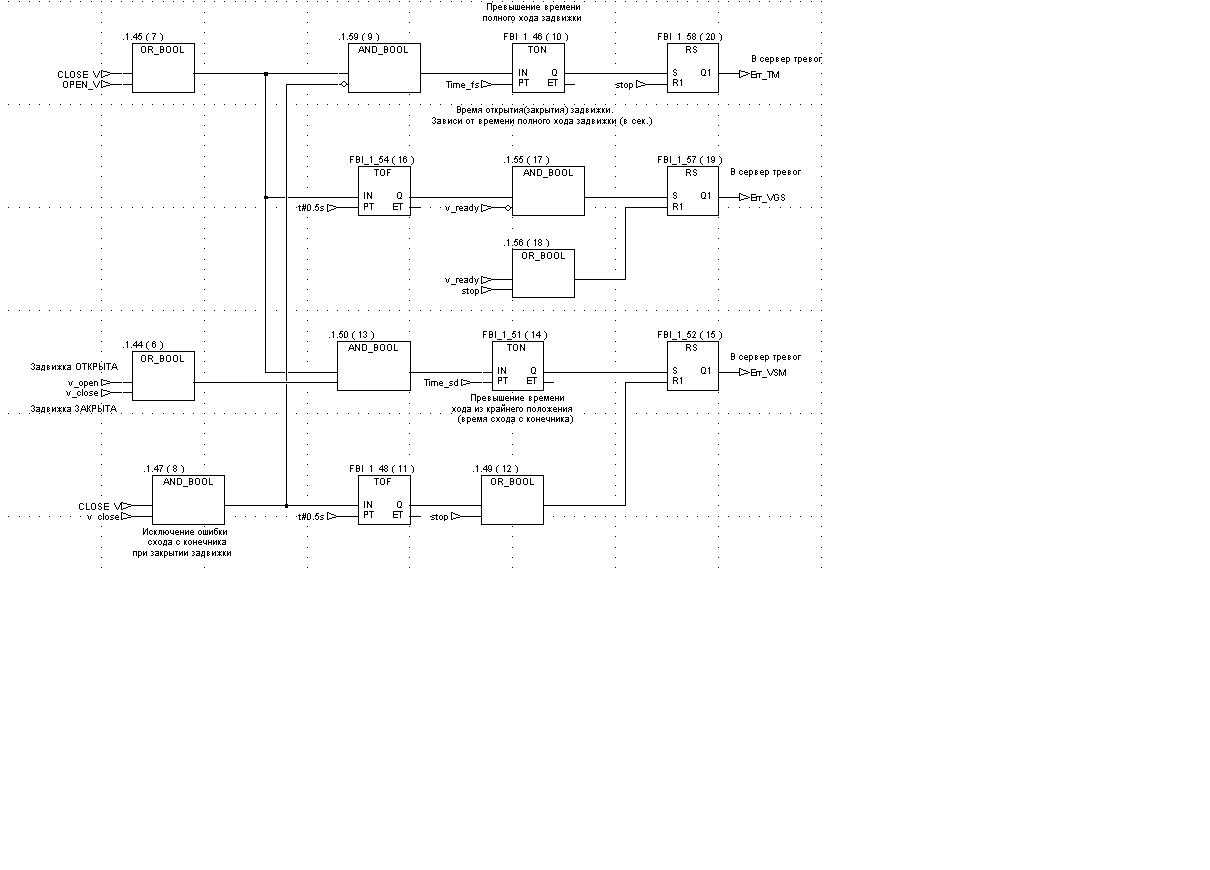 Превышение времени
полного хода задвижки
.1.45 ( 7 )
OR_BOOL
CLOSE_V
OPEN_V
.1.59 ( 9 )
AND_BOOL
FBI_1_46 ( 10 )
TON
IN Q
PT ET
Time_fs
FBI_1_58 ( 20 )
RS
S Q1
R1
stop
В сервер тревог
Err_TM
Время открытия(закрытия) задвижки.
Зависи от времени полного хода задвижки (в сек.)
FBI_1_54 ( 16 )
TOF
IN Q
PT ET
t#0.5s
.1.55 ( 17 )
AND_BOOL
v_ready
FBI_1_57 ( 19 )
RS
S Q1
R1
В сервер тревог
Err_VGS
.1.56 ( 18 )
OR_BOOL
v_ready
stop
.1.44 ( 6 )
OR_BOOL
Задвижка ОТКРЫТА
v_open
v_close
Задвижка ЗАКРЫТА
.1.50 ( 13 )
AND_BOOL
FBI_1_51 ( 14 )
TON
IN Q
PT ET
Time_sd
Превышение времени
хода из крайнего положения
(время схода с конечника)
FBI_1_52 ( 15 )
RS
S Q1
R1
В сервер тревог
Err_VSM
.1.47 ( 8 )
AND_BOOL
CLOSE_V
v_close
Исключение ошибки
схода с конечника
при закрытии задвижки
FBI_1_48 ( 11 )
TOF
IN Q
PT ET
t#0.5s
.1.49 ( 12 )
OR_BOOL
stop